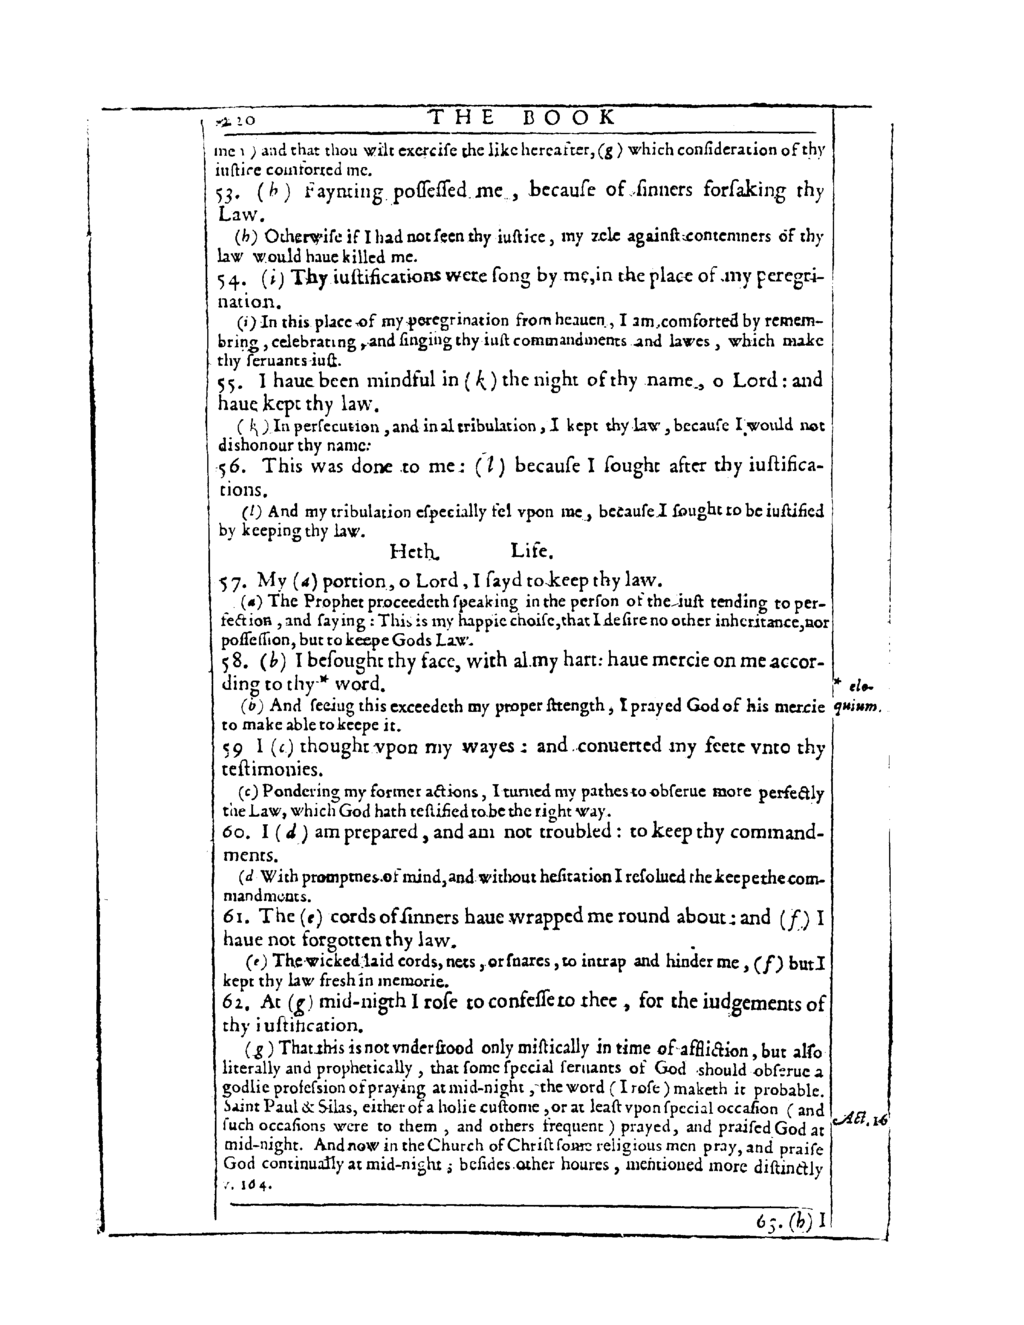 220 THE BOOK
me ) and that thou wilt exerciſe the like hereafter, (g) which conſideration of thy
iuſtice comforted me.
53. (h) Faynting poſſeſſed me, becauſe of ſinners forſaking thy
Law.
(h) Otherwiſe if I had not ſeen thy iuſtice, my zele againſt contemners of thy
law would haue killed me.
54. (i) Thy iuſtifications were ſong by me, in the place of my peregri-
nation.
(i) In this place of my peregrination from heauen, I am comforted by remem-
bring, celebrating, and ſinging thy iuſt commandments and lawes, which make
thy ſeruants iuſt.
55. I haue been mindful in (k) the night of thy name, o Lord: and
haue kept thy law.
(k) In perſecution, and in al tribulation, I kept thy law, becauſe I would not
dishonour thy name:
56. This was done to me: (l) becauſe I ſought after thy iuſtifica-
tions.
(l) And my tribulation eſpecially fel vpon me, becauſe I ſought to be iuſtified
by keeping thy law.
Heth. Life.
57. My (a) portion, o Lord, I ſayd to keep thy law.
(a) The Prophet proceedeth ſpeaking in the perſon of the iuſt tending to per-
fection, and ſaying: This is my happie choiſe, that I deſire no other inheritance, nor
poſſeſſion, but to keepe Gods Law.
58. (b) I beſought thy face, with al my hart: haue mercie on me accor-
ding to thy * word.
* elo-
(b) And ſeeiug this exceedeth my proper ſtrength, I prayed God of his mercie
quium.
to make able to keepe it.
59 I (c) thought vpon my wayes: and conuerted my feete vnto thy
teſtimonies.
(c) Pondering my former actions, I turned my pathes to obſerue more perfectly
the Law, which God hath teſtified to be the right way.
60. I (d) am prepared, and am not troubled: to keep thy command-
ments.
(d With promptnes of mind, and without heſitation I reſolued the keepe the com-
mandments.
61. The (e) cords of ſinners haue wrapped me round about: and (f) I
haue not forgotten thy law.
(e) The wicked laid cords, nets, or ſnares, to intrap and hinder me, (f) but I
kept thy law fresh in memorie.
62. At (g) mid-nigth I roſe to confeſſe to thee, for the iudgements of
thy iuſtification.
(g) That this is not vnderſtood only miſtically in time of affliction, but alſo
literally and prophetically, that ſome ſpecial ſeruants of God should obſerue a
godlie profeſsion of praying at mid-night, the word (I roſe) maketh it probable.
Saint Paul & Silas, either of a holie cuſtome, or at leaſt vpon ſpecial occaſion (and
Act. 16
ſuch occaſions were to them, and others frequent) prayed, and praiſed God at
mid-night. And now in the Church of Chriſt ſome religious men pray, and praiſe
God continually at mid-night; beſides other houres, mentioned more diſtinctly
v. 164.
63. (h) I